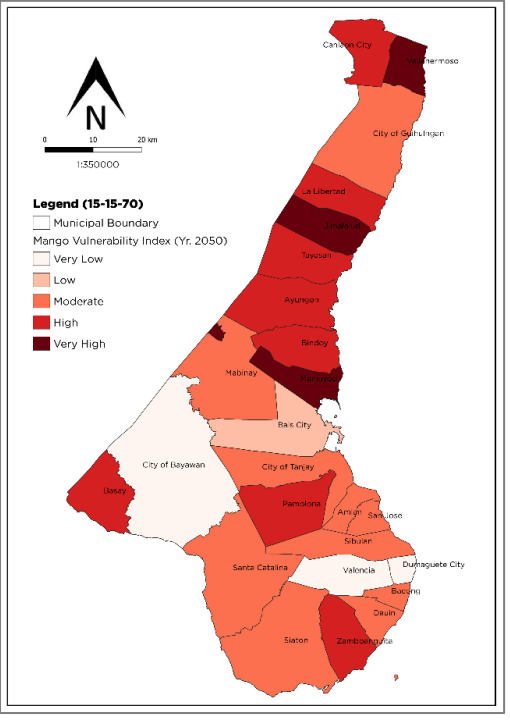 Canlaon City
Vallehermoso
City of Guihulngan
N
0 10 20 km
1:350000
La Libertad
Legend (15-15-70)
Municipal Boundary
Jimalalud
Mango Vulnerability Index (Yr. 2050)
Tayasan
Very Low
Low
Moderate
Ayungon
High
Very High
Bindoy
Mabinay
Manjuyod
Bais City
City of Bayawan
City of Tanjay
Basay
Pamplona
Amlan
San Jose
Sibulan
Santa Catalina
Valencia
Dumaguete City
Bacong
Dauin
Siaton
Zamboanguita